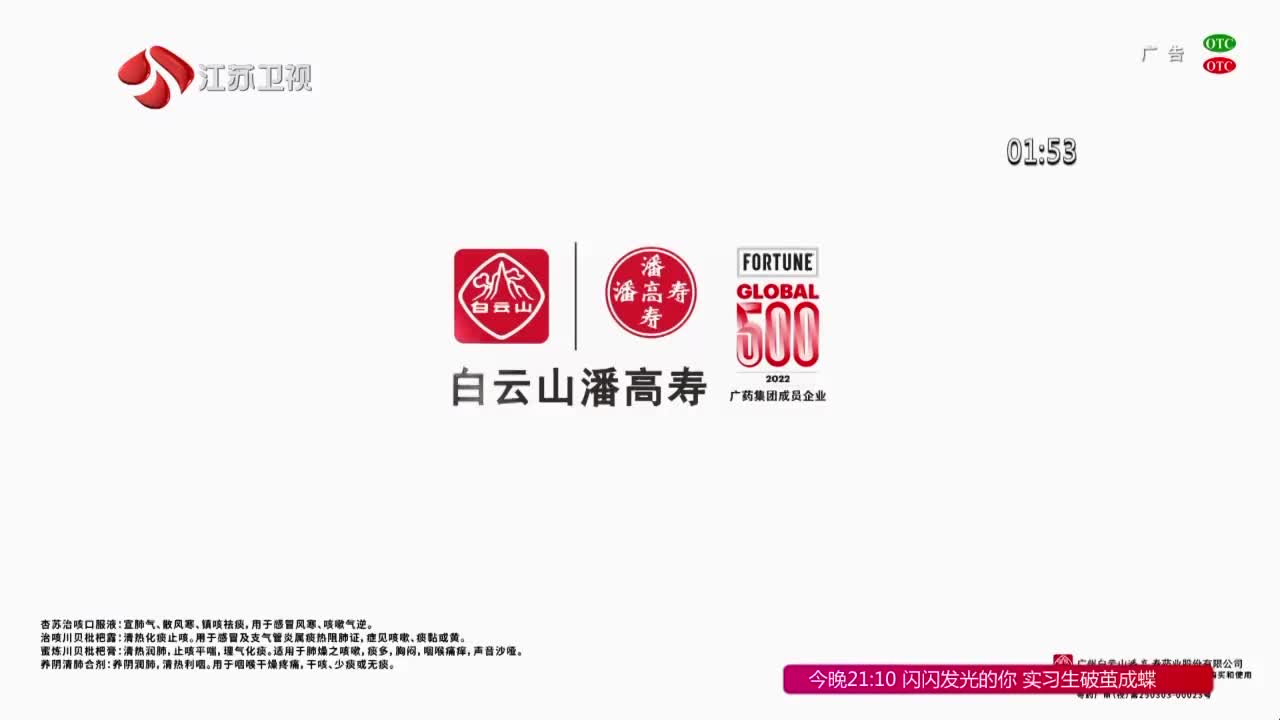 江苏卫视
广告
OTC
OTC
01:53
白云山
潘
潘高寿
寿
FORTUNE
GLOBAL
500
2022
广药集团成员企业
白云山潘高寿
杏苏治咳口服液：宣肺气、散风寒、镇咳祛痰，用于感冒风寒、咳嗽气逆。
治咳川贝枇杷露：清热化痰止咳。用于感冒及支气管炎属痰热阻肺证，症见咳嗽、痰黏或黄。
蜜炼川贝枇杷膏：清热润肺，止咳平喘，理气化痰。适用于肺燥之咳嗽，痰多，胸闷，咽喉痛痒，声音沙哑。
养阴清肺合剂：养阴润肺，清热利咽。用于咽喉干燥疼痛，干咳、少痰或无痰。
广州白云山潘高寿药业股份有限公司
购买和使用
今晚21:10 闪闪发光的你 实习生破茧成蝶